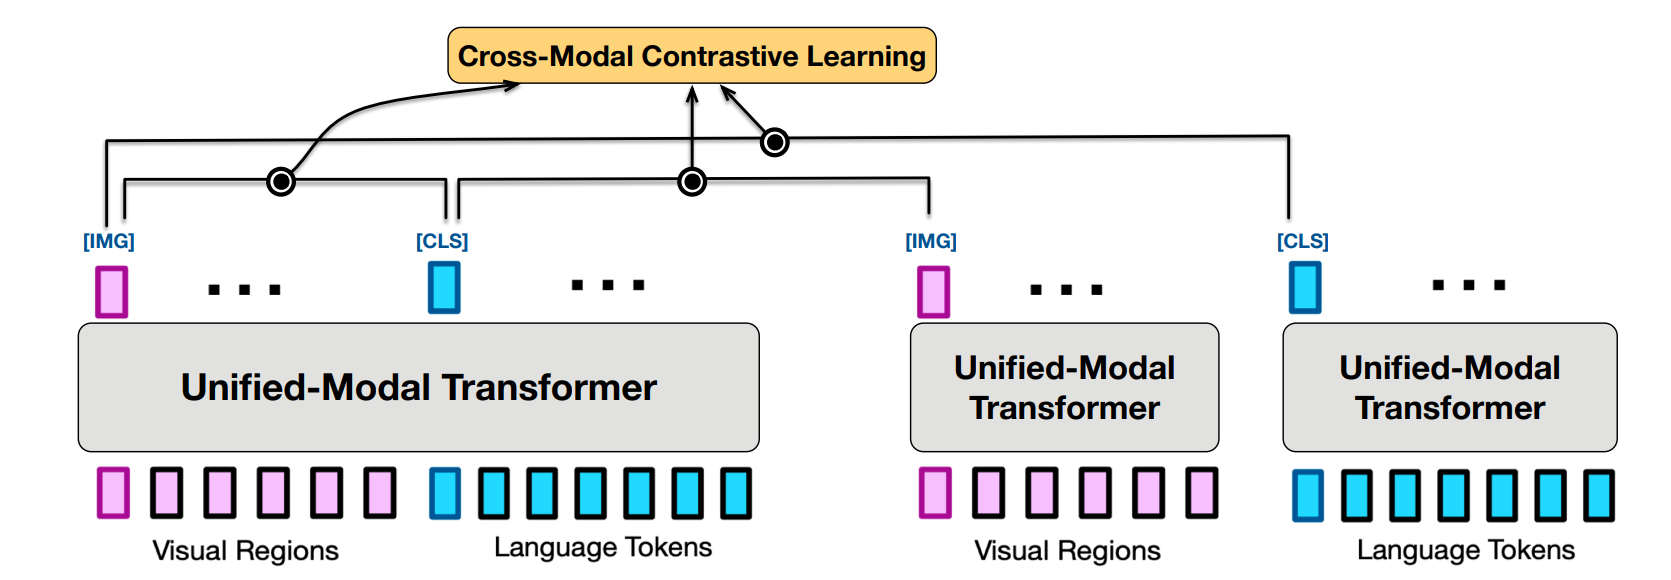 Cross-Modal Contrastive Learning
[IMG]
[CLS]
[IMG]
[CLS]
Unified-Modal Transformer
Unified-Modal
Transformer
Unified-Modal
Transformer
Visual Regions
Language Tokens
Visual Regions
Language Tokens